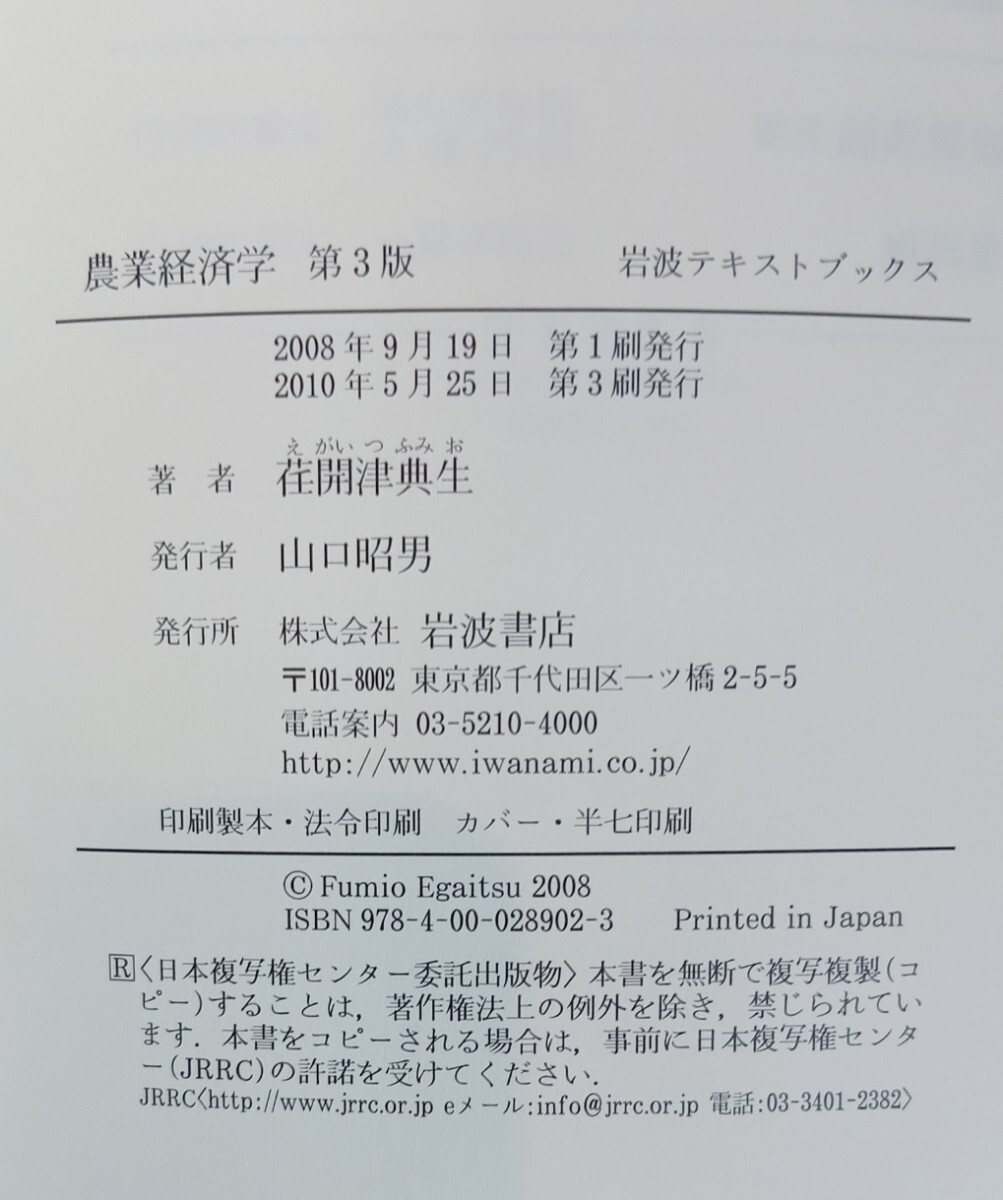 農業経済学 第3版 岩波テキストブックス
2008年9月19日 第1刷発行
2010年5月25日 第3刷発行
え がい つ ふみ お
著 者 荏開津典生
発行者 山口昭男
発行所 株式会社 岩波書店
〒101-8002 東京都千代田区一ツ橋2-5-5
電話案内 03-5210-4000
http://www.iwanami.co.jp/
印刷製本・法令印刷 カバー・半七印刷
© Fumio Egaitsu 2008
ISBN 978-4-00-028902-3 Printed in Japan
Ⓡ〈日本複写権センター委託出版物〉本書を無断で複写複製(コ
ピー)することは，著作権法上の例外を除き，禁じられてい
ます．本書をコピーされる場合は，事前に日本複写権センタ
ー(JRRC)の許諾を受けてください．
JRRC〈http://www.jrrc.or.jp eメール:info@jrrc.or.jp 電話:03-3401-2382〉